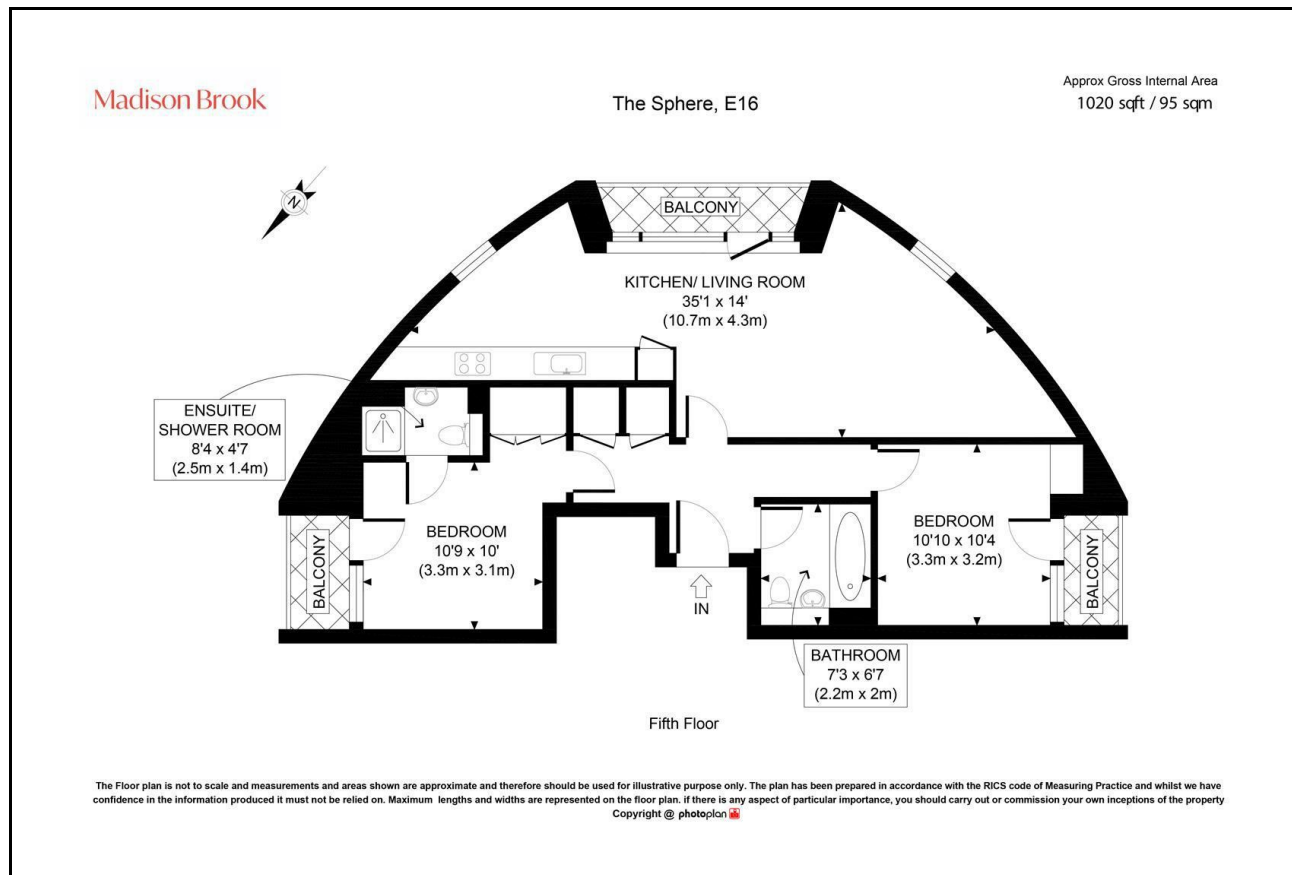 Madison Brook
The Sphere, E16
Approx Gross Internal Area
1020 sqft / 95 sqm
N
BALCONY
KITCHEN/ LIVING ROOM
35'1 x 14'
(10.7m x 4.3m)
ENSUITE/
SHOWER ROOM
8'4 x 4'7
(2.5m x 1.4m)
BALCONY
BEDROOM
10'9 x 10'
(3.3m x 3.1m)
IN
BEDROOM
10'10 x 10'4
(3.3m x 3.2m)
BALCONY
BATHROOM
7'3 x 6'7
(2.2m x 2m)
Fifth Floor
The Floor plan is not to scale and measurements and areas shown are approximate and therefore should be used for illustrative purpose only. The plan has been prepared in accordance with the RICS code of Measuring Practice and whilst we have
confidence in the information produced it must not be relied on. Maximum lengths and widths are represented on the floor plan. if there is any aspect of particular importance, you should carry out or commission your own inceptions of the property
Copyright @ photoplan